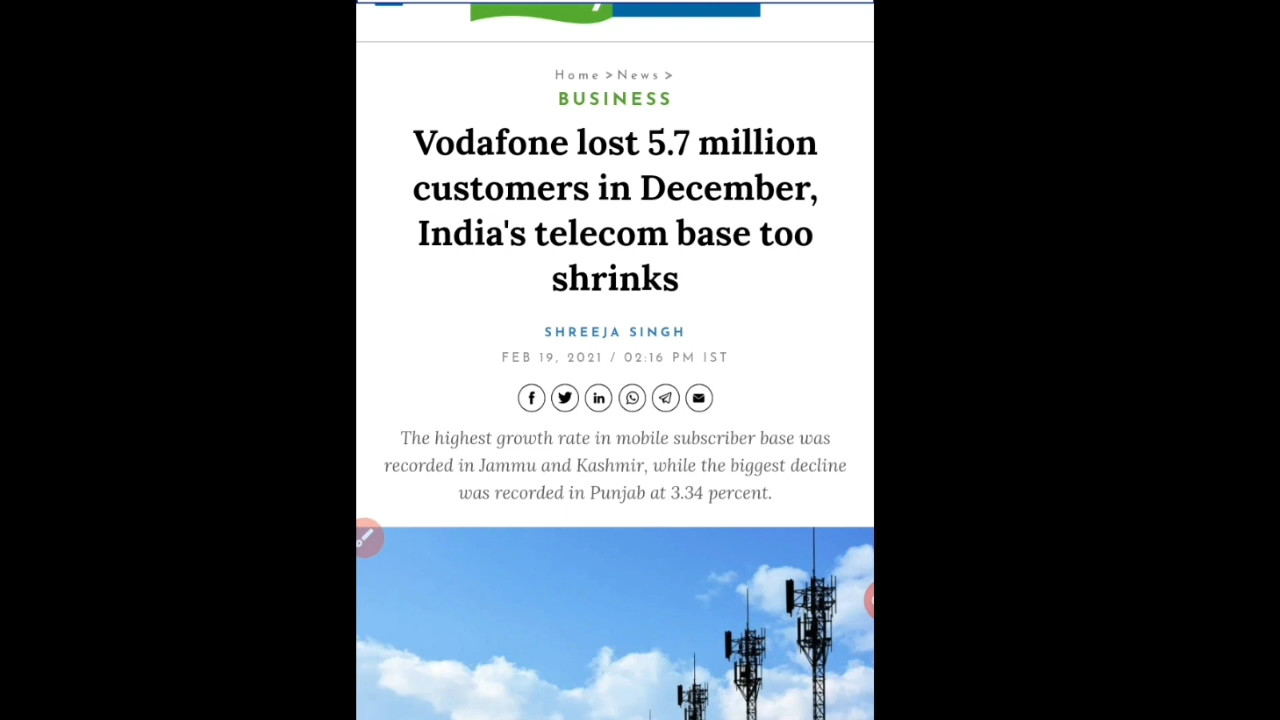 Home > News >
BUSINESS
Vodafone lost 5.7 million
customers in December,
India's telecom base too
shrinks
SHREEJA SINGH
FEB 19, 2021 / 02:16 PM IST
The highest growth rate in mobile subscriber base was
recorded in Jammu and Kashmir, while the biggest decline
was recorded in Punjab at 3.34 percent.